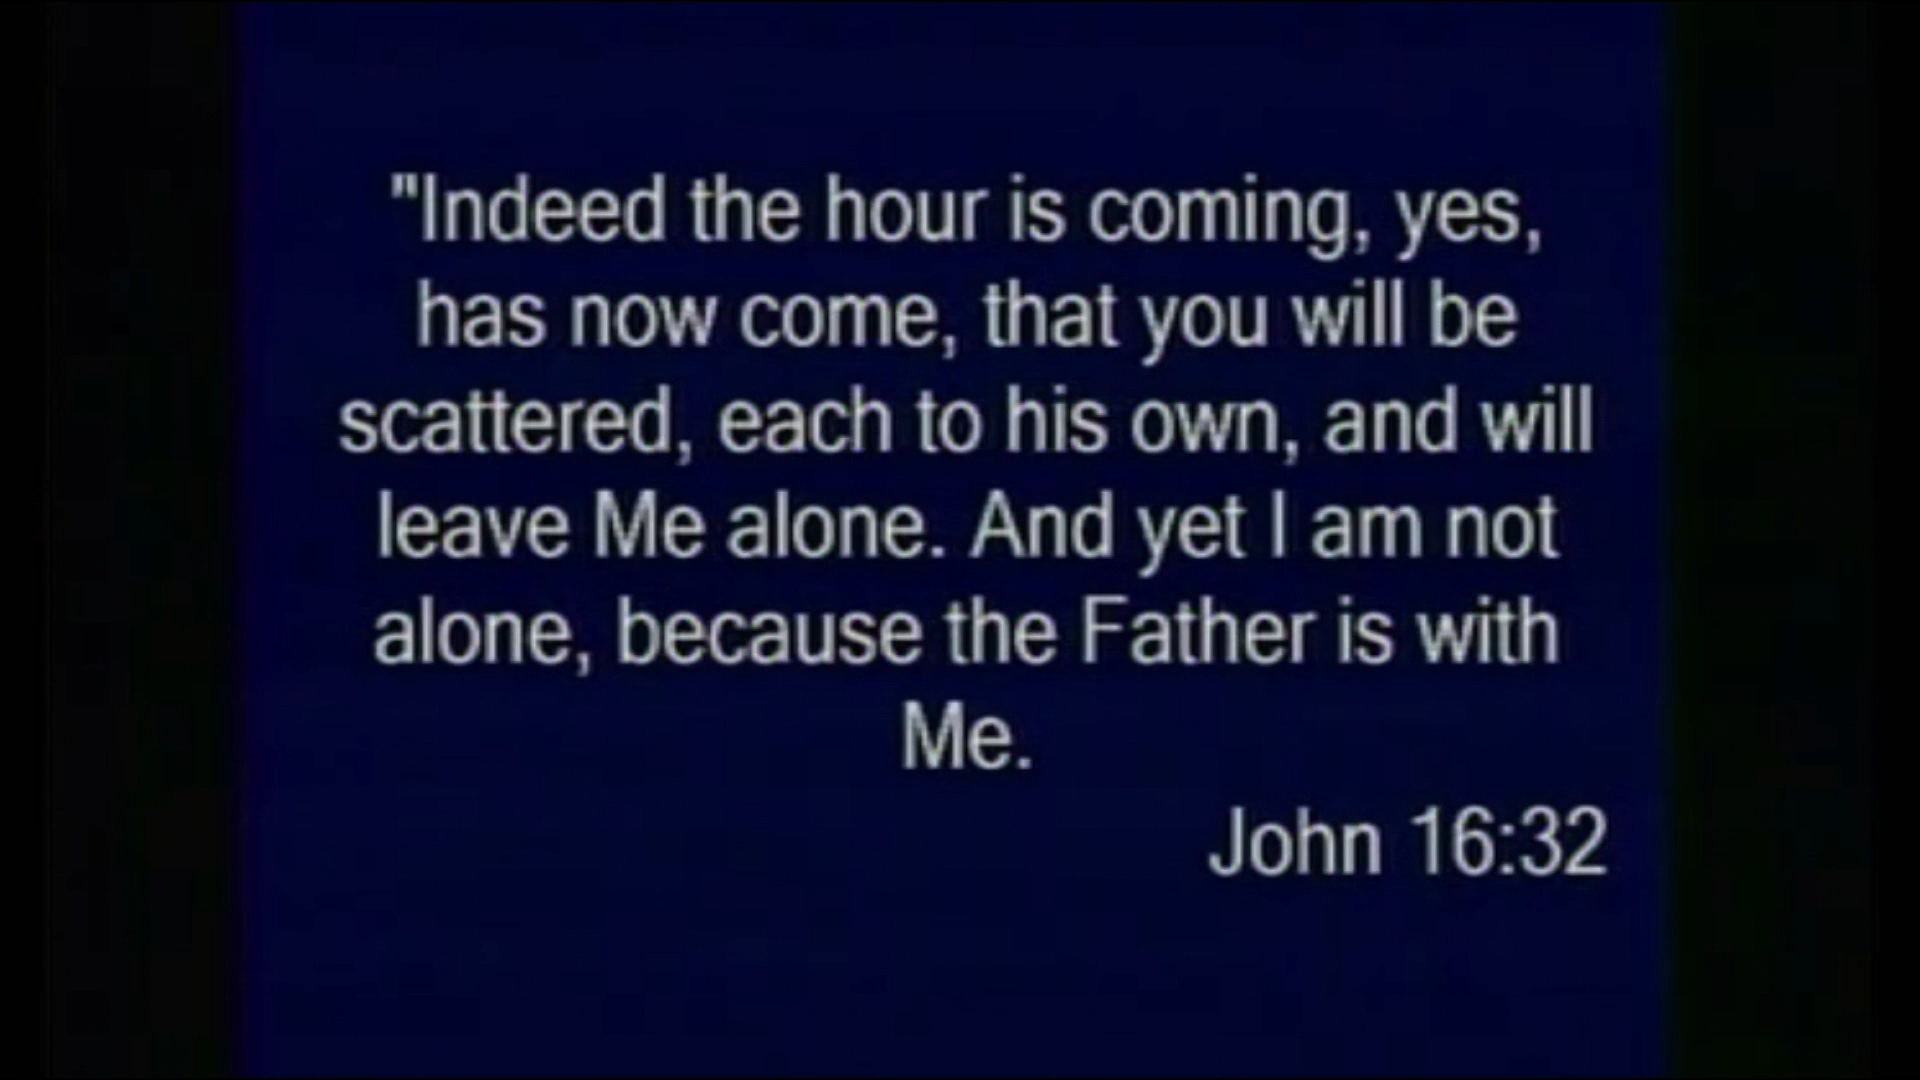 "Indeed the hour is coming, yes,
has now come, that you will be
scattered, each to his own, and will
leave Me alone. And yet I am not
alone, because the Father is with
Me.
John 16:32